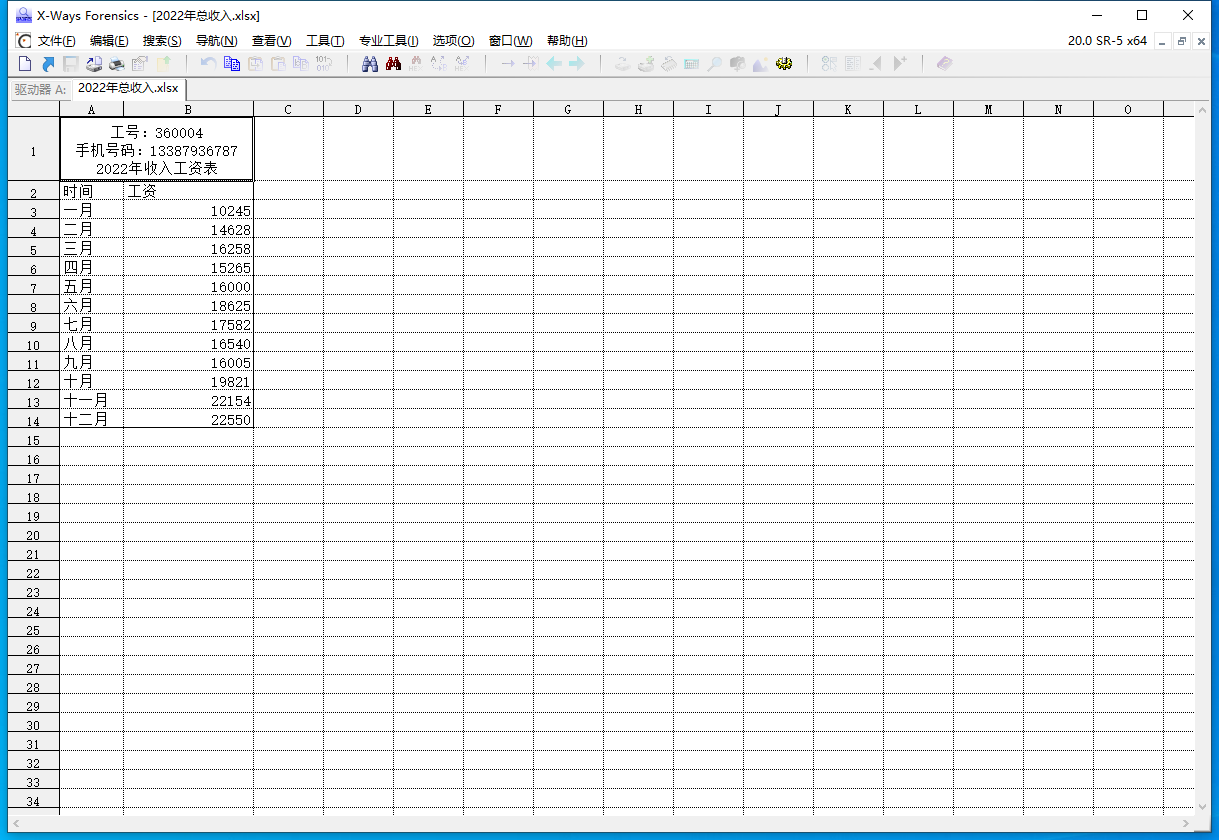 X-Ways Forensics - [2022年总收入.xlsx]
文件(F) 编辑(E) 搜索(S) 导航(N) 查看(V) 工具(T) 专业工具(I) 选项(O) 窗口(W) 帮助(H) 20.0 SR-5 x64
驱动器 A: 2022年总收入.xlsx
A B C D E F G H I J K L M N O
1 工号：360004
手机号码：13387936787
2022年收入工资表
2 时间 工资
3 一月 10245
4 二月 14628
5 三月 16258
6 四月 15265
7 五月 16000
8 六月 18625
9 七月 17582
10 八月 16540
11 九月 16005
12 十月 19821
13 十一月 22154
14 十二月 22550
15
16
17
18
19
20
21
22
23
24
25
26
27
28
29
30
31
32
33
34